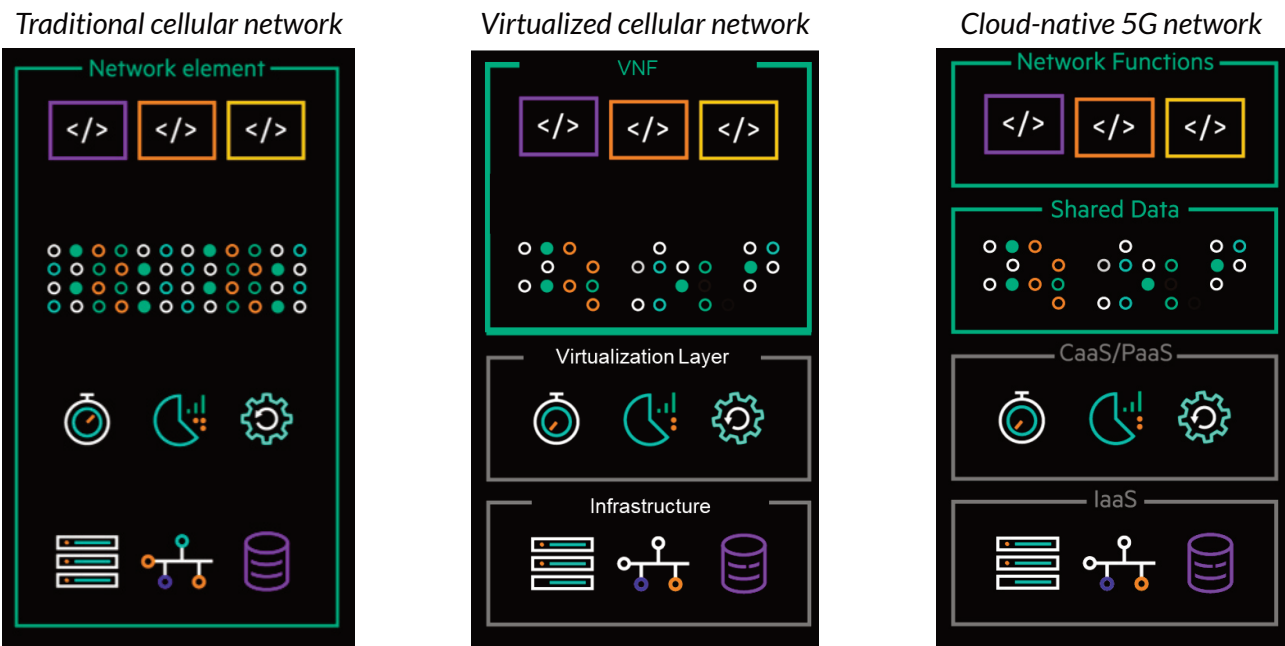 Traditional cellular network
Virtualized cellular network
Cloud-native 5G network
Network element
</> </> </>
VNF
</> </> </>
Virtualization Layer
Infrastructure
Network Functions
</> </> </>
Shared Data
CaaS/PaaS
IaaS